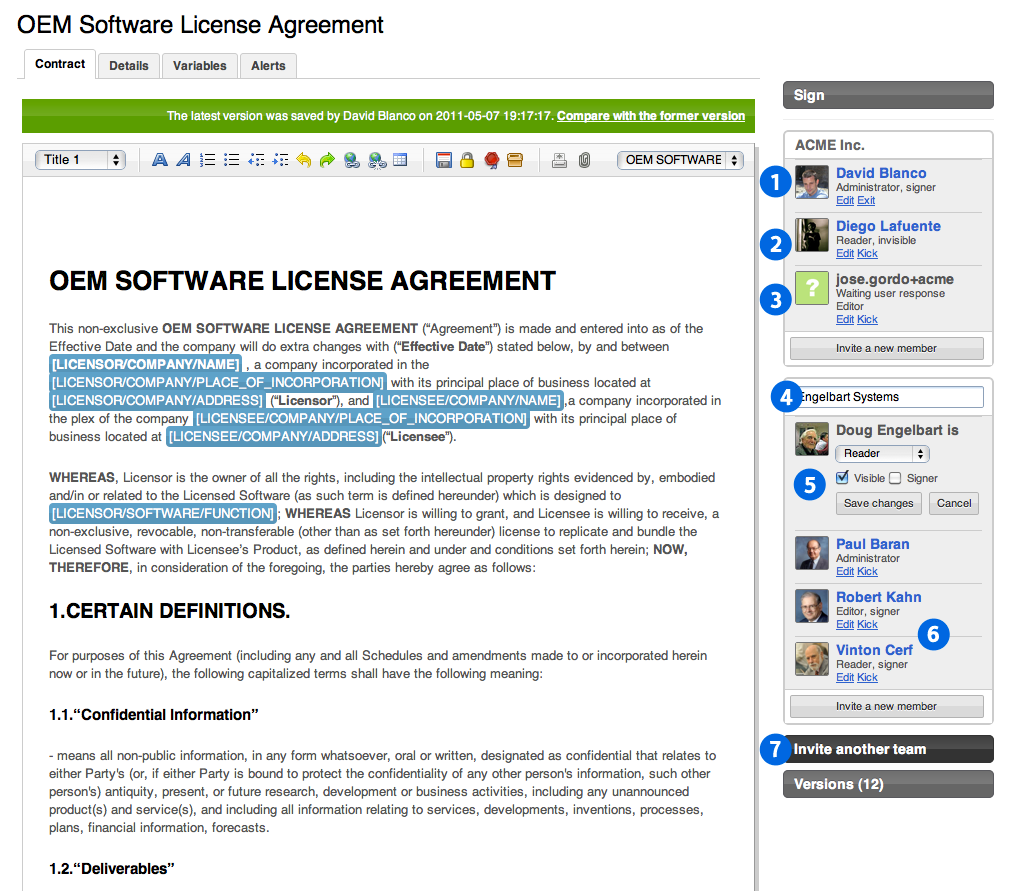 OEM Software License Agreement
Contract
Details
Variables
Alerts
The latest version was saved by David Blanco on 2011-05-07 19:17:17. Compare with the former version
Title 1
OEM SOFTWARE
OEM SOFTWARE LICENSE AGREEMENT
This non-exclusive OEM SOFTWARE LICENSE AGREEMENT (“Agreement”) is made and entered into as of the
Effective Date and the company will do extra changes with (“Effective Date”) stated below, by and between
[LICENSOR/COMPANY/NAME] , a company incorporated in the
[LICENSOR/COMPANY/PLACE_OF_INCORPORATION] with its principal place of business located at
[LICENSOR/COMPANY/ADDRESS] (“Licensor”), and [LICENSEE/COMPANY/NAME],a company incorporated in
the plex of the company [LICENSEE/COMPANY/PLACE_OF_INCORPORATION] with its principal place of
business located at [LICENSEE/COMPANY/ADDRESS](“Licensee”).
WHEREAS, Licensor is the owner of all the rights, including the intellectual property rights evidenced by, embodied
and/in or related to the Licensed Software (as such term is defined hereunder) which is designed to
[LICENSOR/SOFTWARE/FUNCTION]; WHEREAS Licensor is willing to grant, and Licensee is willing to receive, a
non-exclusive, revocable, non-transferable (other than as set forth hereunder) license to replicate and bundle the
Licensed Software with Licensee's Product, as defined herein and under and conditions set forth herein; NOW,
THEREFORE, in consideration of the foregoing, the parties hereby agree as follows:
1.CERTAIN DEFINITIONS.
For purposes of this Agreement (including any and all Schedules and amendments made to or incorporated herein
now or in the future), the following capitalized terms shall have the following meaning:
1.1.“Confidential Information”
- means all non-public information, in any form whatsoever, oral or written, designated as confidential that relates to
either Party's (or, if either Party is bound to protect the confidentiality of any other person's information, such other
person's) antiquity, present, or future research, development or business activities, including any unannounced
product(s) and service(s), and including all information relating to services, developments, inventions, processes,
plans, financial information, forecasts.
1.2.“Deliverables”
Sign
ACME Inc.
1
David Blanco
Administrator, signer
Edit Exit
2
Diego Lafuente
Reader, invisible
Edit Kick
3
?
jose.gordo+acme
Waiting user response
Editor
Edit Kick
Invite a new member
4
Engelbart Systems
Doug Engelbart is
Reader
5
Visible
Signer
Save changes
Cancel
Paul Baran
Administrator
Edit Kick
Robert Kahn
Editor, signer
Edit Kick
6
Vinton Cerf
Reader, signer
Edit Kick
Invite a new member
7
Invite another team
Versions (12)